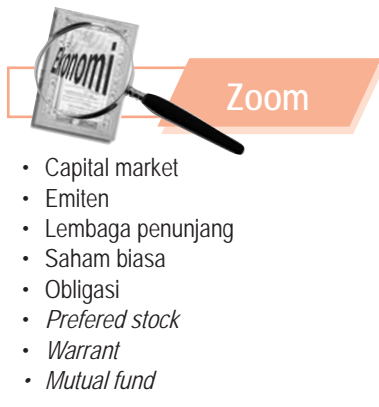 Ekonomi
Zoom
• Capital market
• Emiten
• Lembaga penunjang
• Saham biasa
• Obligasi
• Prefered stock
• Warrant
• Mutual fund